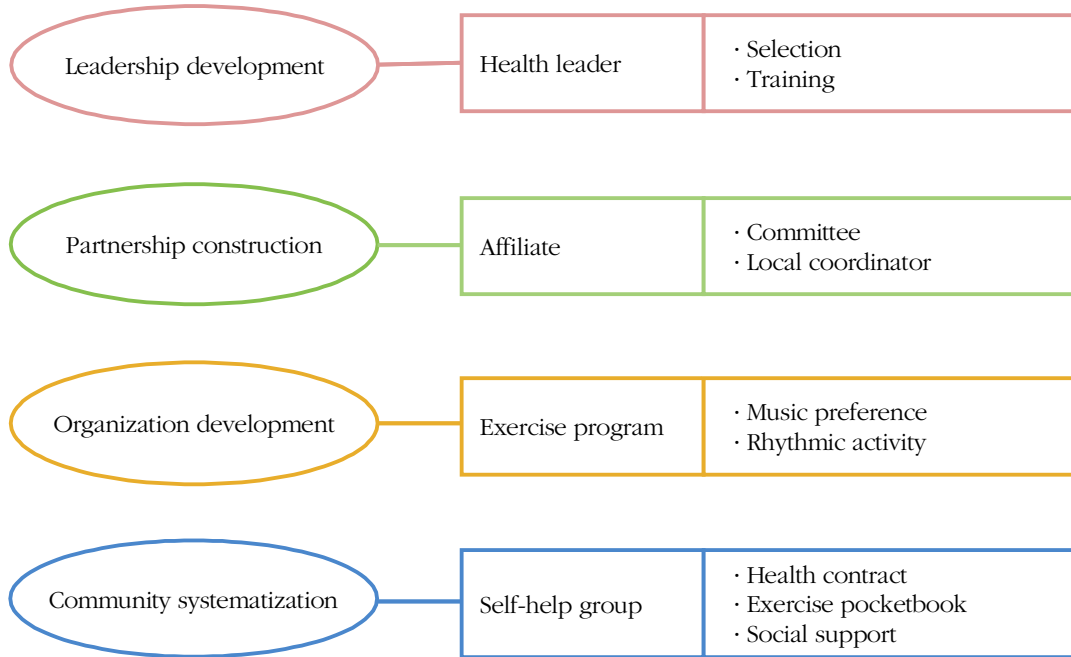 Leadership development
Health leader
· Selection
· Training
Partnership construction
Affiliate
· Committee
· Local coordinator
Organization development
Exercise program
· Music preference
· Rhythmic activity
Community systematization
Self-help group
· Health contract
· Exercise pocketbook
· Social support